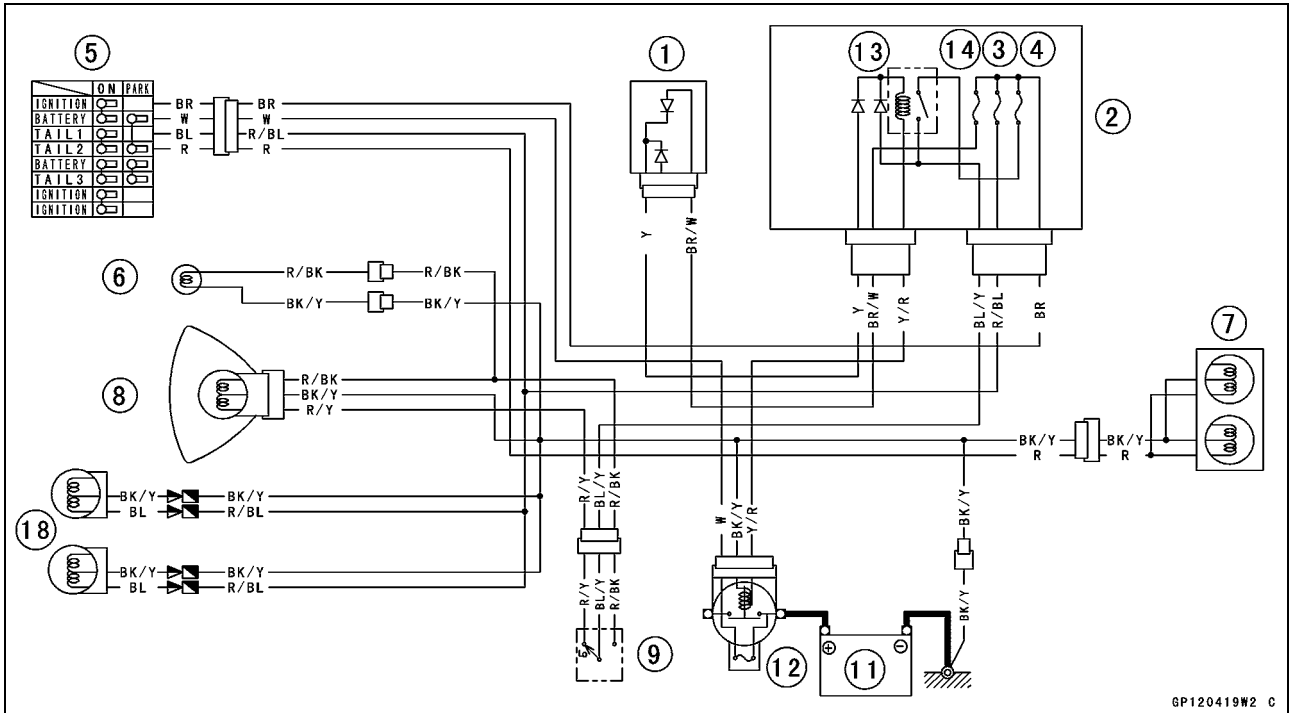 5
ON PARK
IGNITION
BATTERY
TAIL1
TAIL2
BATTERY
TAIL3
IGNITION
IGNITION
BR BR
W W
BL R/BL
R R
1
Y BR/W
13 14 3 4
2
Y BR/W Y/R BL/Y R/BL BR
6
R/BK R/BK
BK/Y BK/Y
7
8
R/BK
BK/Y
R/Y
R/Y BL/Y R/BK
BK/Y BK/Y
R R
18
BK/Y BK/Y
BL R/BL
BK/Y BK/Y
BL R/BL
W BK/Y Y/R
BK/Y
BK/Y
R/Y BL/Y R/BK
9
12
11
GP120419W2 C